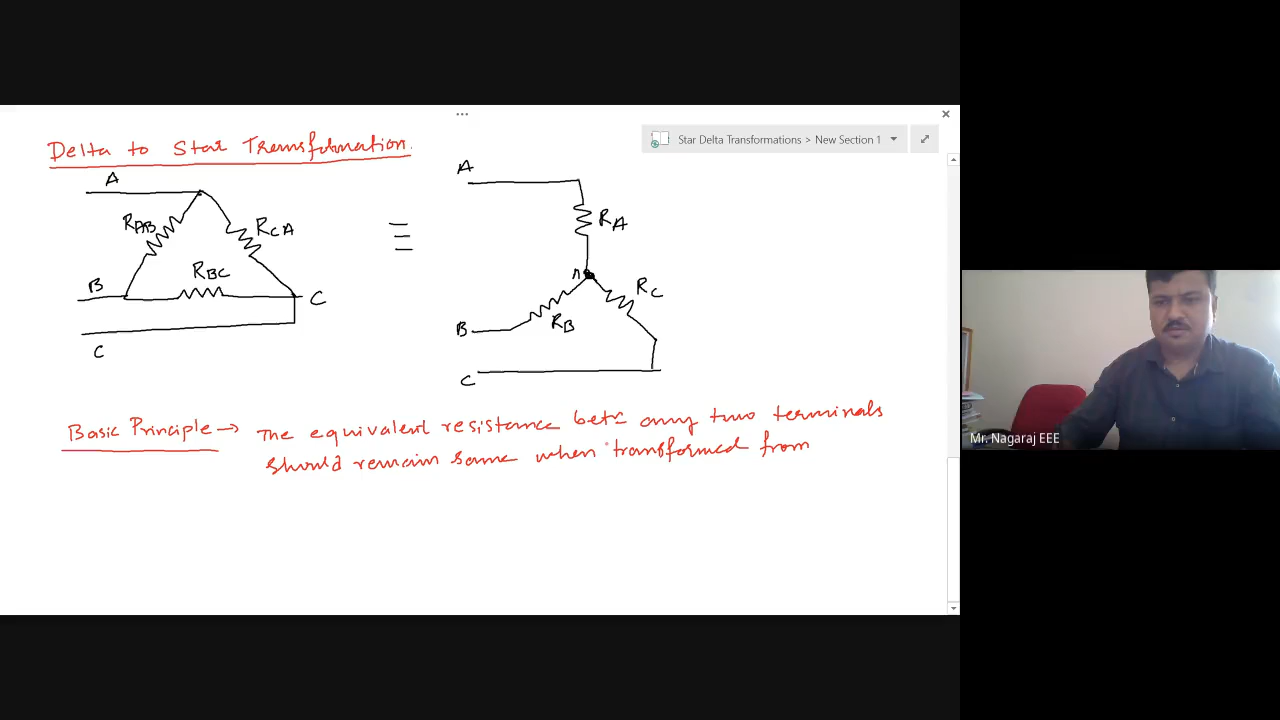 Star Delta Transformations > New Section 1
Delta to Star Transformation.
A
RAB
RCA
RBC
B
C
C
A
RA
n
RC
RB
B
C
Basic Principle → The equivalent resistance betn any two terminals
should remain same when transformed from
Mr. Nagaraj EEE